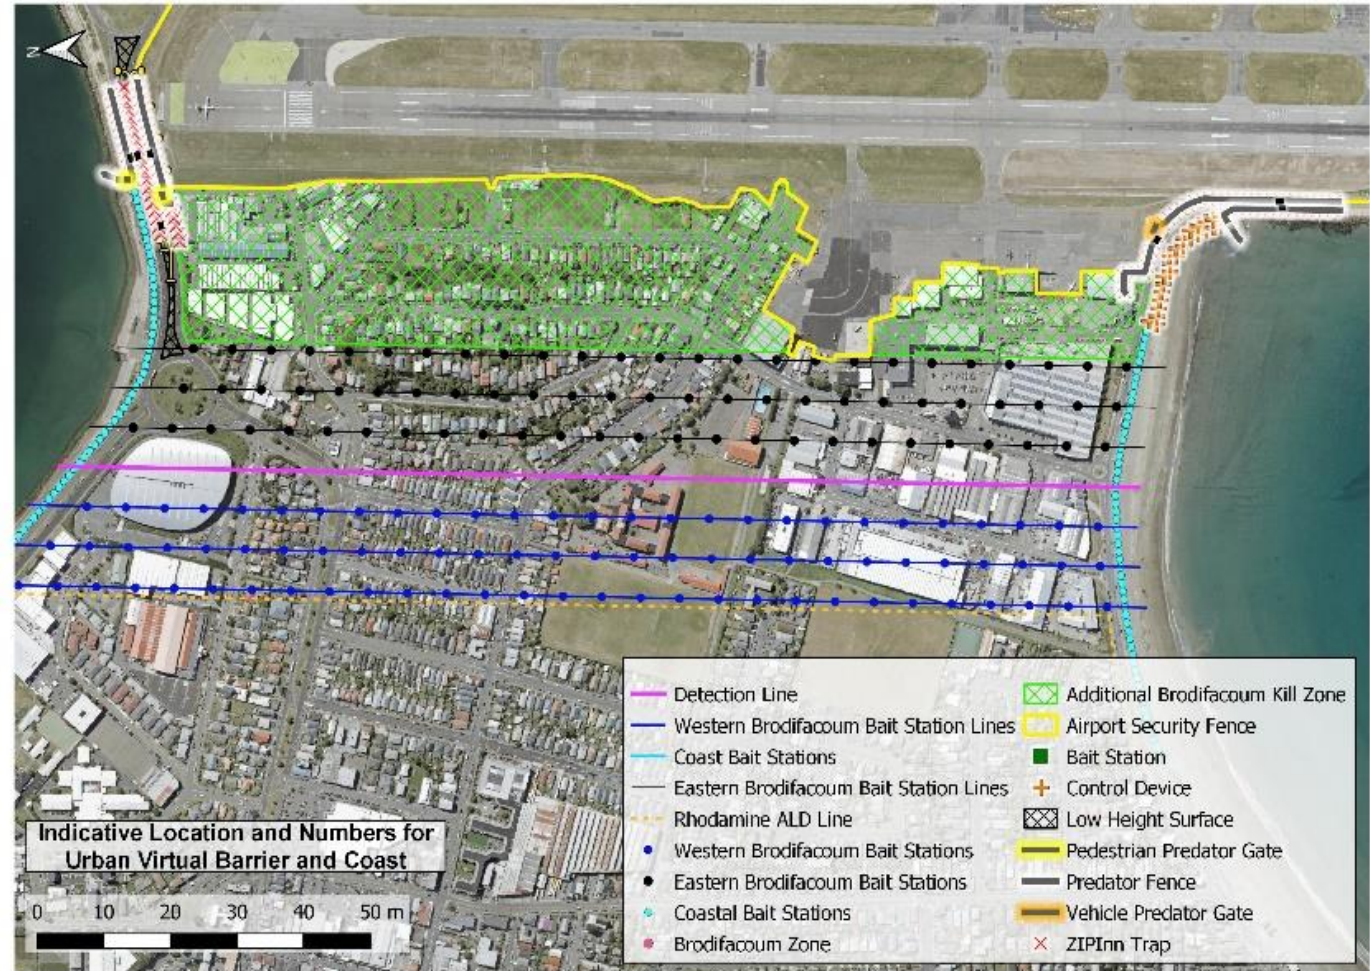 N
Detection Line
Western Brodifacoum Bait Station Lines
Coast Bait Stations
Eastern Brodifacoum Bait Station Lines
Rhodamine ALD Line
Western Brodifacoum Bait Stations
Eastern Brodifacoum Bait Stations
Coastal Bait Stations
Brodifacoum Zone
Additional Brodifacoum Kill Zone
Airport Security Fence
Bait Station
Control Device
Low Height Surface
Pedestrian Predator Gate
Predator Fence
Vehicle Predator Gate
ZIPInn Trap
Indicative Location and Numbers for
Urban Virtual Barrier and Coast
0 10 20 30 40 50 m